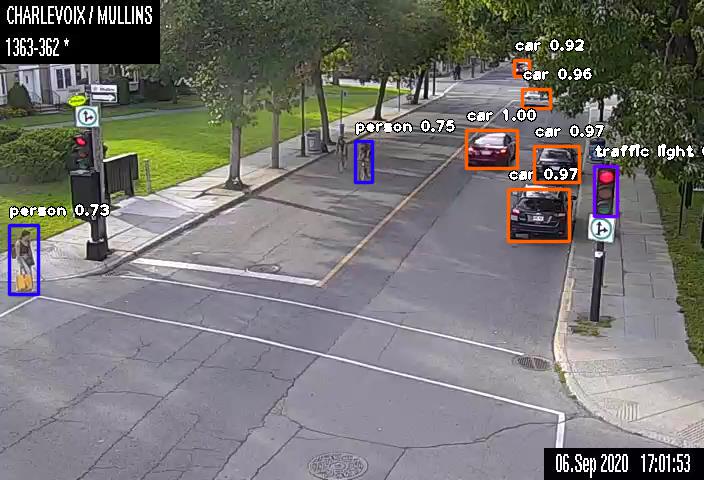 CHARLEVOIX / MULLINS
1363-362 *
car 0.92
car 0.96
car 1.00
person 0.75
car 0.97
traffic light
car 0.97
person 0.73
06.Sep 2020 17:01:53